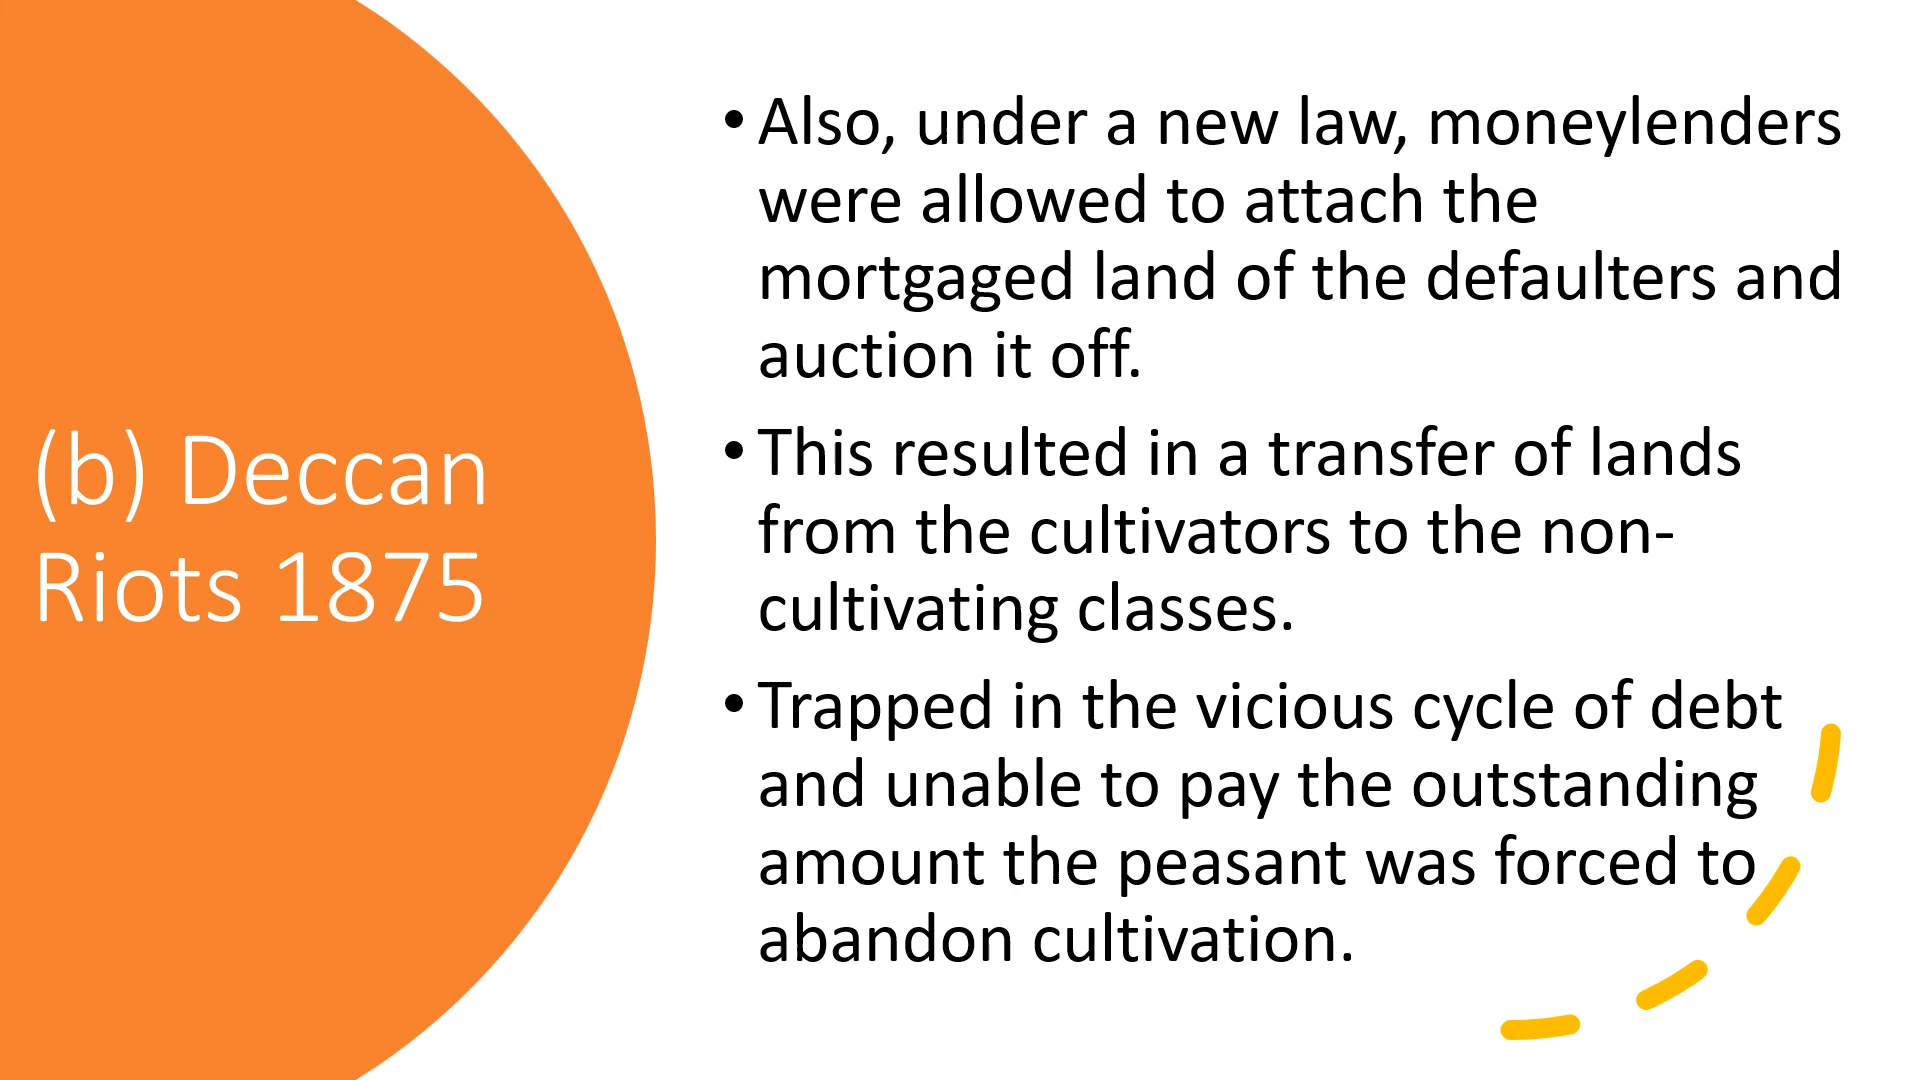 (b) Deccan
Riots 1875
• Also, under a new law, moneylenders
were allowed to attach the
mortgaged land of the defaulters and
auction it off.
• This resulted in a transfer of lands
from the cultivators to the non-
cultivating classes.
• Trapped in the vicious cycle of debt
and unable to pay the outstanding
amount the peasant was forced to
abandon cultivation.